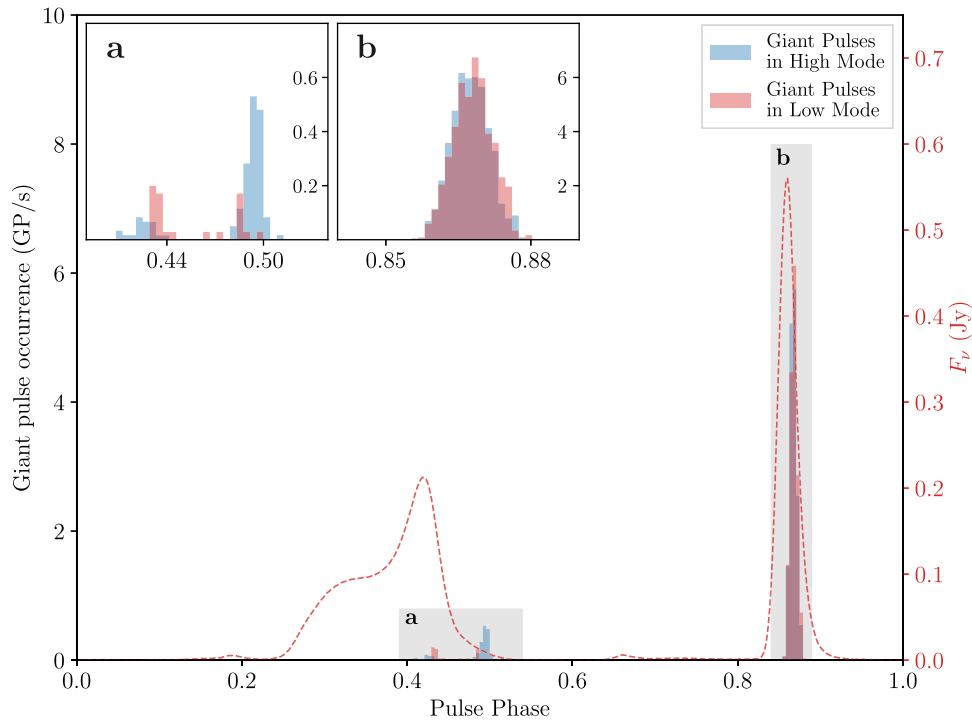 10
8
6
4
2
0
Giant pulse occurrence (GP/s)
a
0.6
0.4
0.2
0.44
0.50
b
6
4
2
0.85
0.88
Giant Pulses
in High Mode
Giant Pulses
in Low Mode
b
a
0.7
0.6
0.5
0.4
0.3
0.2
0.1
0.0
Fν (Jy)
0.0
0.2
0.4
0.6
0.8
1.0
Pulse Phase